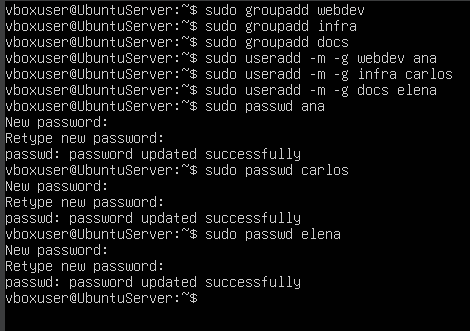 vboxuser@UbuntuServer:~$ sudo groupadd webdev
vboxuser@UbuntuServer:~$ sudo groupadd infra
vboxuser@UbuntuServer:~$ sudo groupadd docs
vboxuser@UbuntuServer:~$ sudo useradd -m -g webdev ana
vboxuser@UbuntuServer:~$ sudo useradd -m -g infra carlos
vboxuser@UbuntuServer:~$ sudo useradd -m -g docs elena
vboxuser@UbuntuServer:~$ sudo passwd ana
New password:
Retype new password:
passwd: password updated successfully
vboxuser@UbuntuServer:~$ sudo passwd carlos
New password:
Retype new password:
passwd: password updated successfully
vboxuser@UbuntuServer:~$ sudo passwd elena
New password:
Retype new password:
passwd: password updated successfully
vboxuser@UbuntuServer:~$